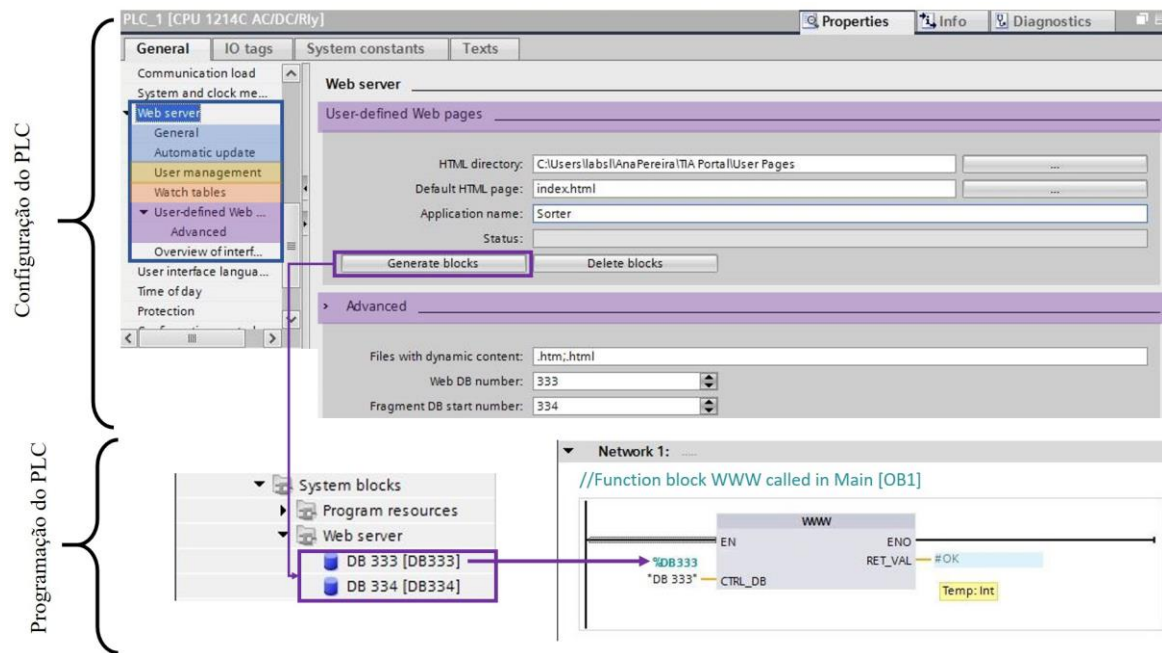 PLC_1 [CPU 1214C AC/DC/Rly]
Properties
Info
Diagnostics
General
IO tags
System constants
Texts
Configuração do PLC
Communication load
System and clock me...
Web server
General
Automatic update
User management
Watch tables
User-defined Web ...
Advanced
Overview of interf...
User interface langua...
Time of day
Protection
Web server
User-defined Web pages
HTML directory: C:\Users\labsl\AnaPereira\TIA Portal\User Pages ...
Default HTML page: index.html ...
Application name: Sorter
Status:
Generate blocks
Delete blocks
Advanced
Files with dynamic content: .htm;.html
Web DB number: 333
Fragment DB start number: 334
Programação do PLC
System blocks
Program resources
Web server
DB 333 [DB333]
DB 334 [DB334]
Network 1: .....
//Function block WWW called in Main [OB1]
WWW
EN
ENO
%DB333
"DB 333"
CTRL_DB
RET_VAL
#OK
Temp: Int